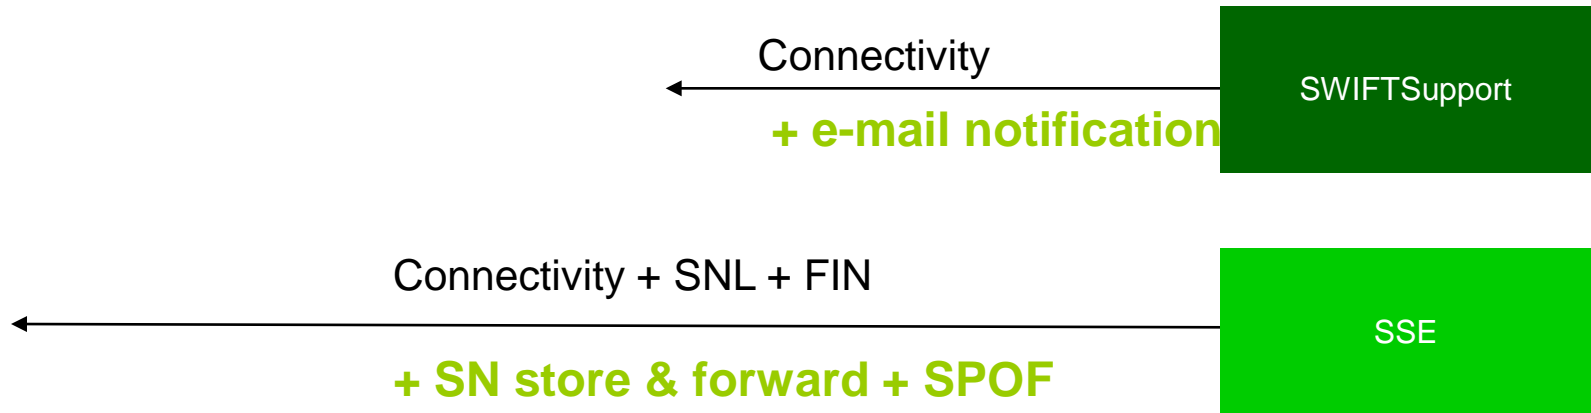 Connectivity
SWIFTSupport
+ e-mail notification
Connectivity + SNL + FIN
SSE
+ SN store & forward + SPOF